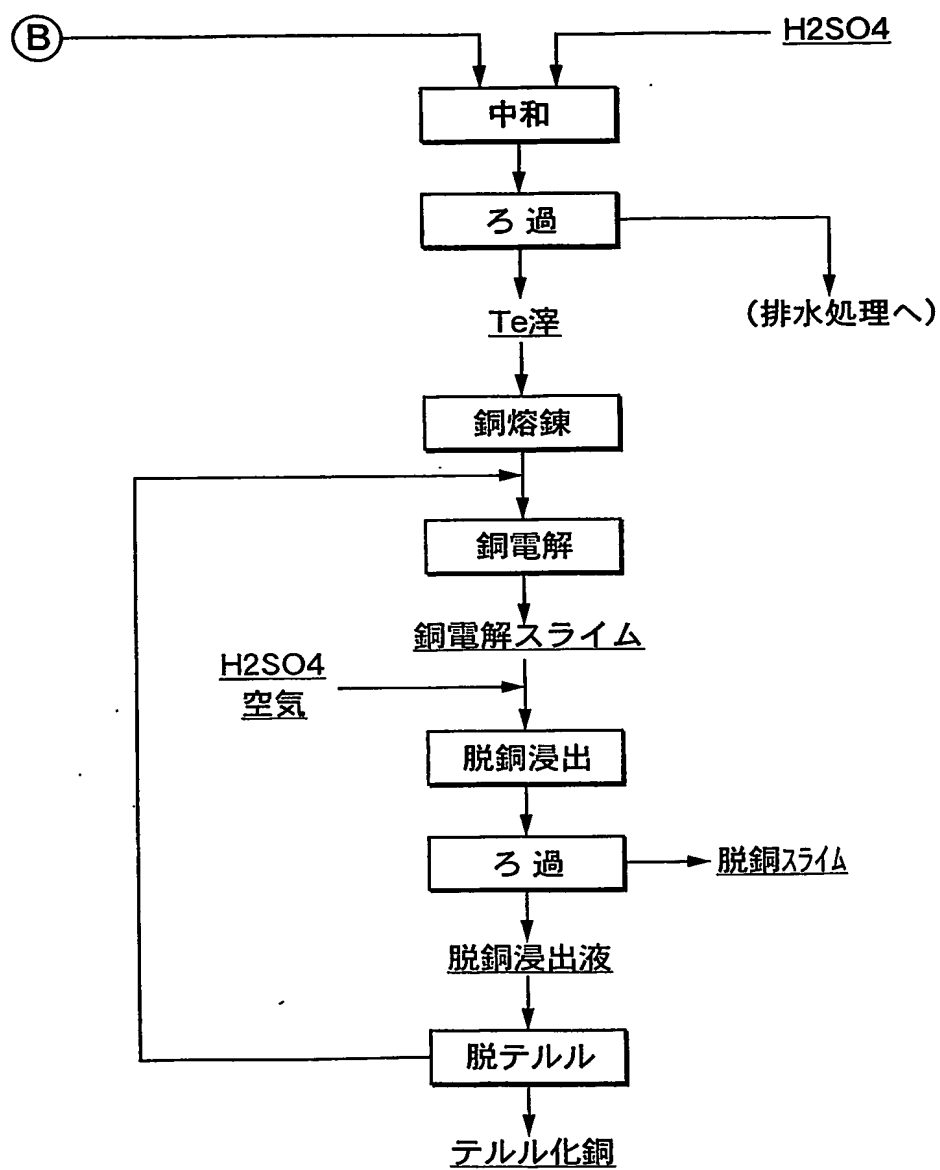 B
H2SO4
中和
ろ 過
(排水処理へ)
Te滓
銅熔錬
銅電解
銅電解スライム
H2SO4
空気
脱銅浸出
ろ 過
脱銅スライム
脱銅浸出液
脱テルル
テルル化銅